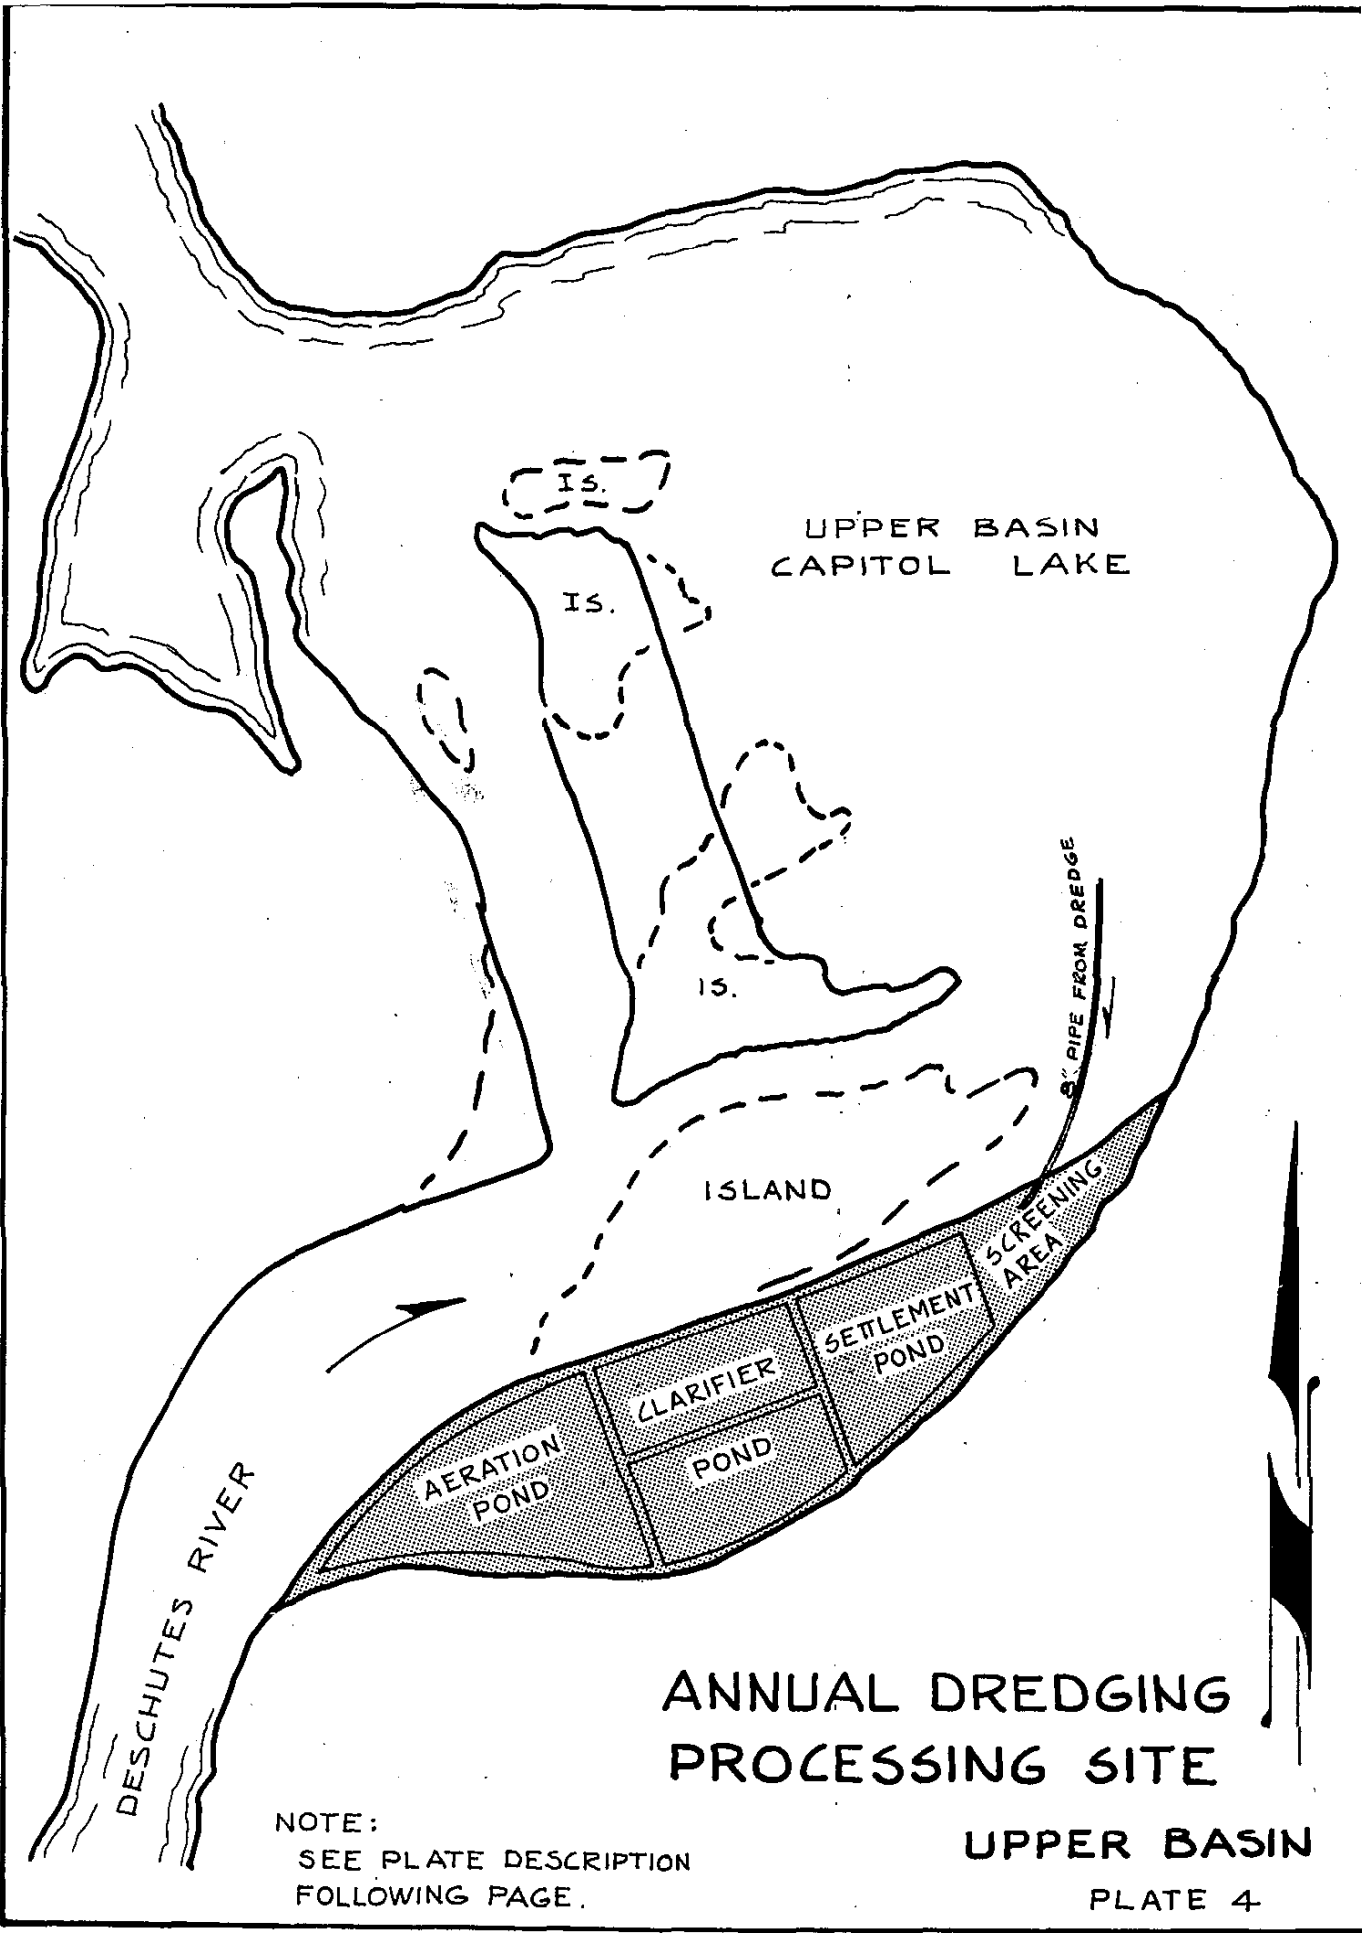 IS.
UPPER BASIN
CAPITOL LAKE
IS.
8" PIPE FROM DREDGE
IS.
ISLAND
SCREENING
AREA
SETTLEMENT
POND
CLARIFIER
POND
AERATION
POND
DESCHUTES RIVER
ANNUAL DREDGING
PROCESSING SITE
UPPER BASIN
PLATE 4
NOTE:
SEE PLATE DESCRIPTION
FOLLOWING PAGE.